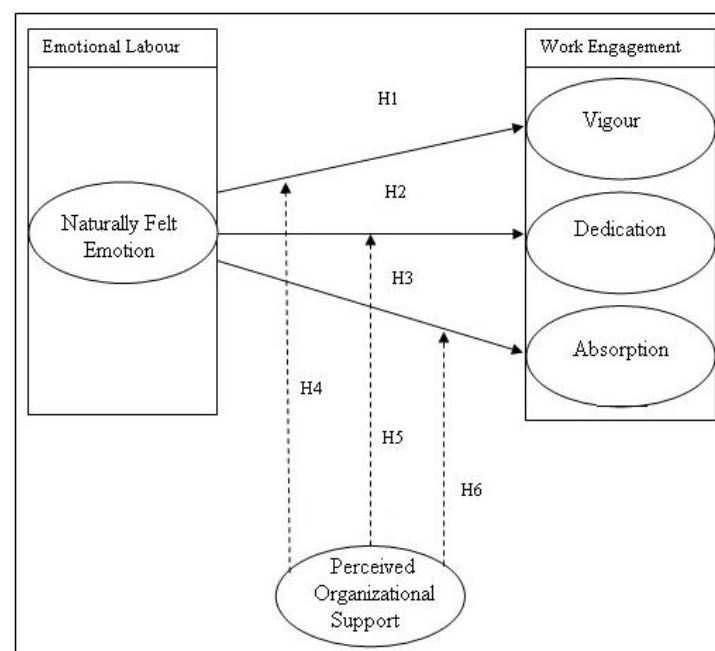 Emotional Labour
Work Engagement
H1
Vigour
H2
Naturally Felt
Emotion
Dedication
H3
Absorption
H4
H5
H6
Perceived
Organizational
Support